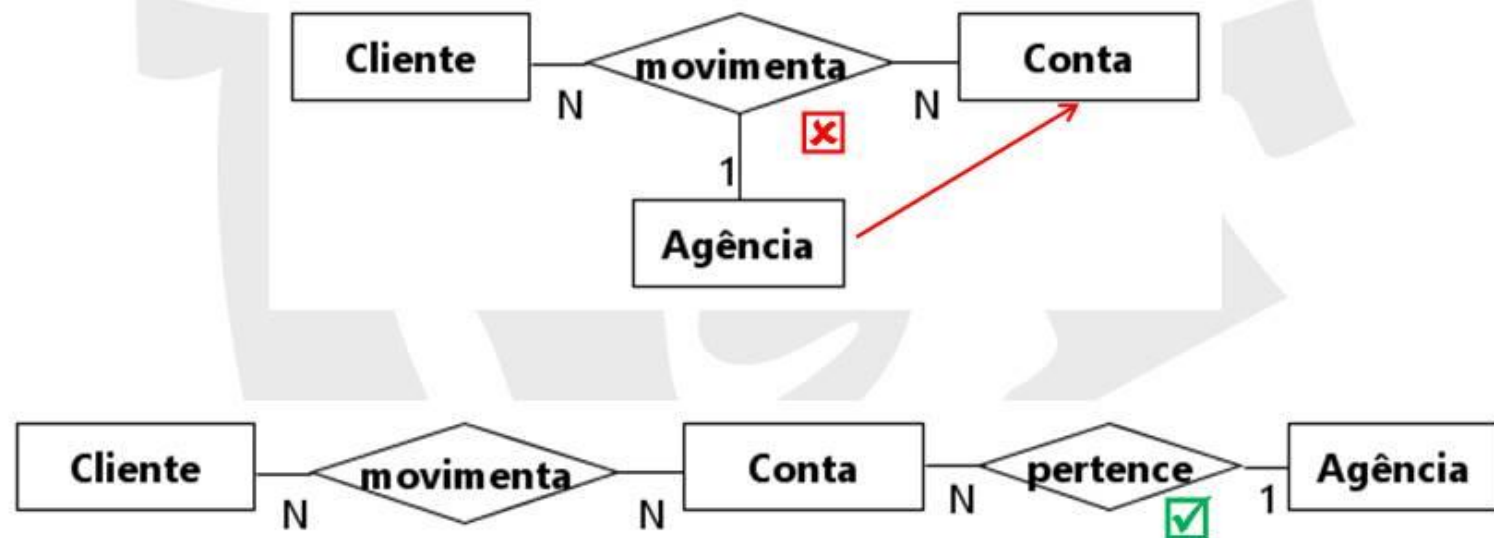 Cliente
movimenta
Conta
N
N
1
Agência
Cliente
movimenta
Conta
pertence
Agência
N
N
N
1